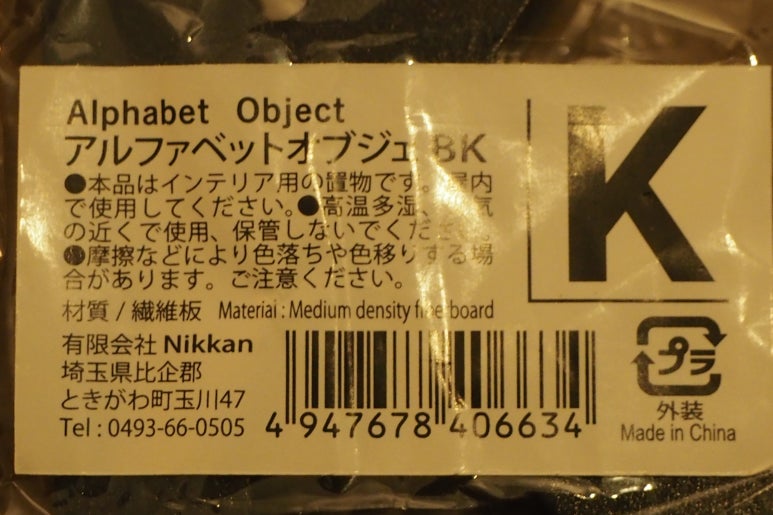 Alphabet Object
アルファベットオブジェ BK
K
●本品はインテリア用の置物です。屋内
で使用してください。●高温多湿、
の近くで使用、保管しないでください。
●摩擦などにより色落ちや色移りする場
合があります。ご注意ください。
材質 / 繊維板 Material : Medium density fiberboard
有限会社 Nikkan
埼玉県比企郡
ときがわ町玉川47
Tel : 0493-66-0505
4 947678 406634
プラ
外装
Made in China